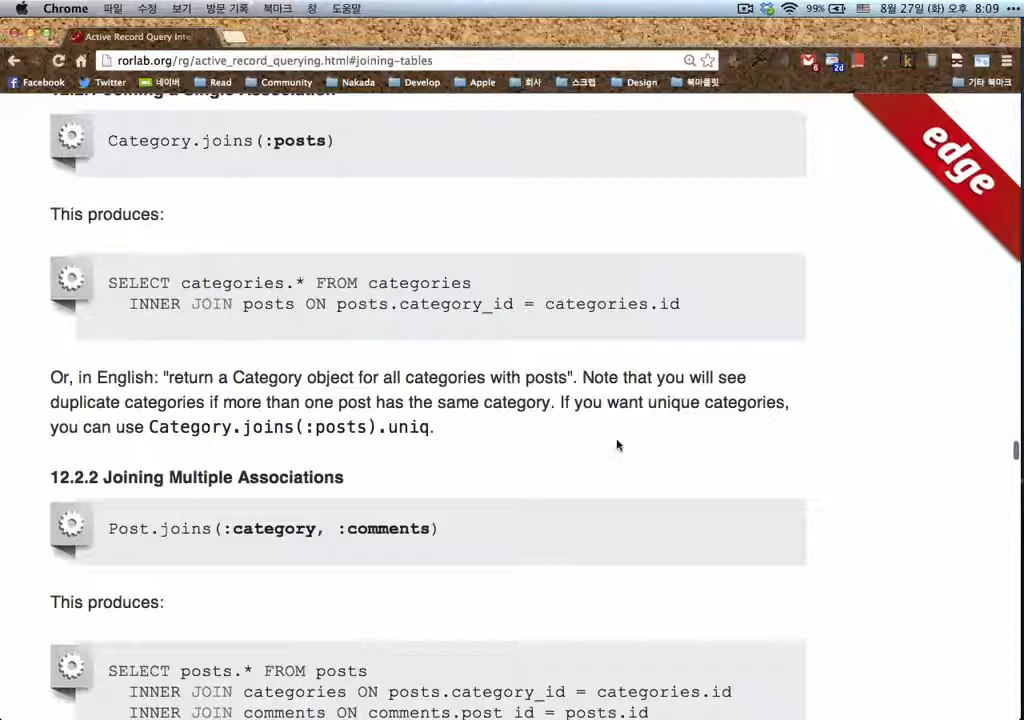 Chrome 파일 수정 보기 방문 기록 북마크 창 도움말 99% 8월 27일 (화) 오후 8:09
Active Record Query Inte
rorlab.org/rg/active_record_querying.html#joining-tables
6 2d k
Facebook Twitter 네이버 Read Community Nakada Develop Apple 회사 스크랩 Design 북마클릿 기타 북마크
12.2.1 Joining a Single Association
edge
Category.joins(:posts)
This produces:
SELECT categories.* FROM categories
INNER JOIN posts ON posts.category_id = categories.id
Or, in English: "return a Category object for all categories with posts". Note that you will see
duplicate categories if more than one post has the same category. If you want unique categories,
you can use Category.joins(:posts).uniq.
12.2.2 Joining Multiple Associations
Post.joins(:category, :comments)
This produces:
SELECT posts.* FROM posts
INNER JOIN categories ON posts.category_id = categories.id
INNER JOIN comments ON comments.post_id = posts.id